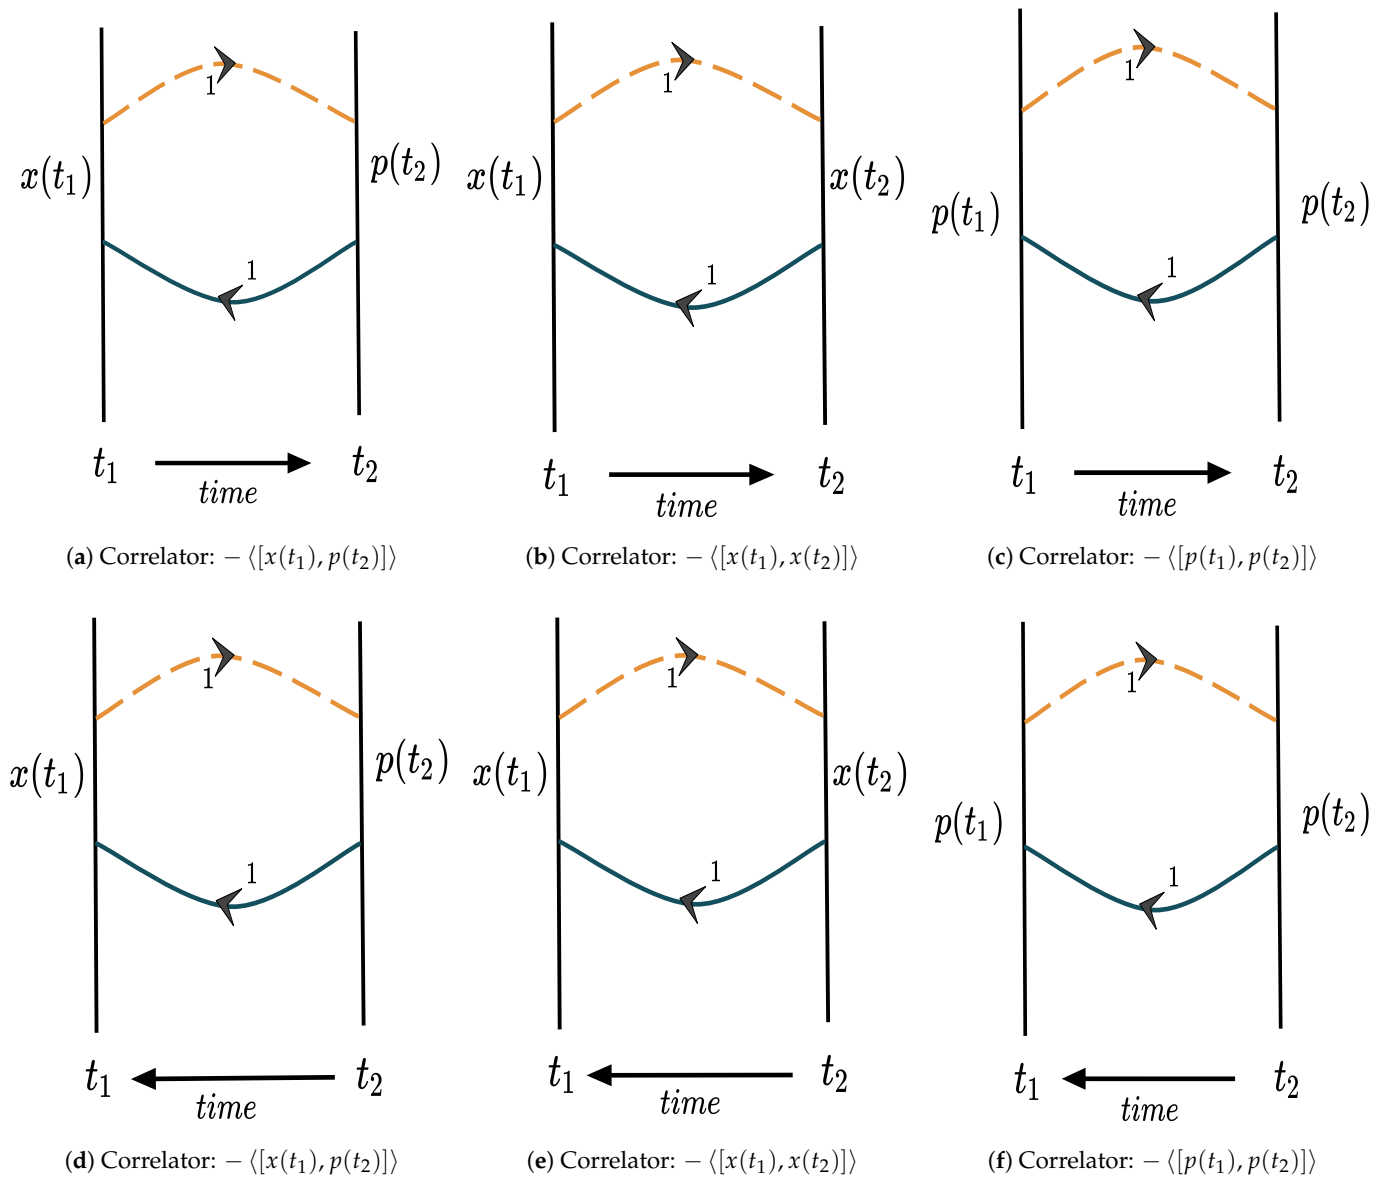 1 1 1
x(t₁) p(t₂) x(t₁) x(t₂) p(t₁) p(t₂)
1 1 1
t₁ t₂ t₁ t₂ t₁ t₂
time time time
(a) Correlator: − ⟨[x(t₁), p(t₂)]⟩ (b) Correlator: − ⟨[x(t₁), x(t₂)]⟩ (c) Correlator: − ⟨[p(t₁), p(t₂)]⟩
1 1 1
x(t₁) p(t₂) x(t₁) x(t₂) p(t₁) p(t₂)
1 1 1
t₁ t₂ t₁ t₂ t₁ t₂
time time time
(d) Correlator: − ⟨[x(t₁), p(t₂)]⟩ (e) Correlator: − ⟨[x(t₁), x(t₂)]⟩ (f) Correlator: − ⟨[p(t₁), p(t₂)]⟩